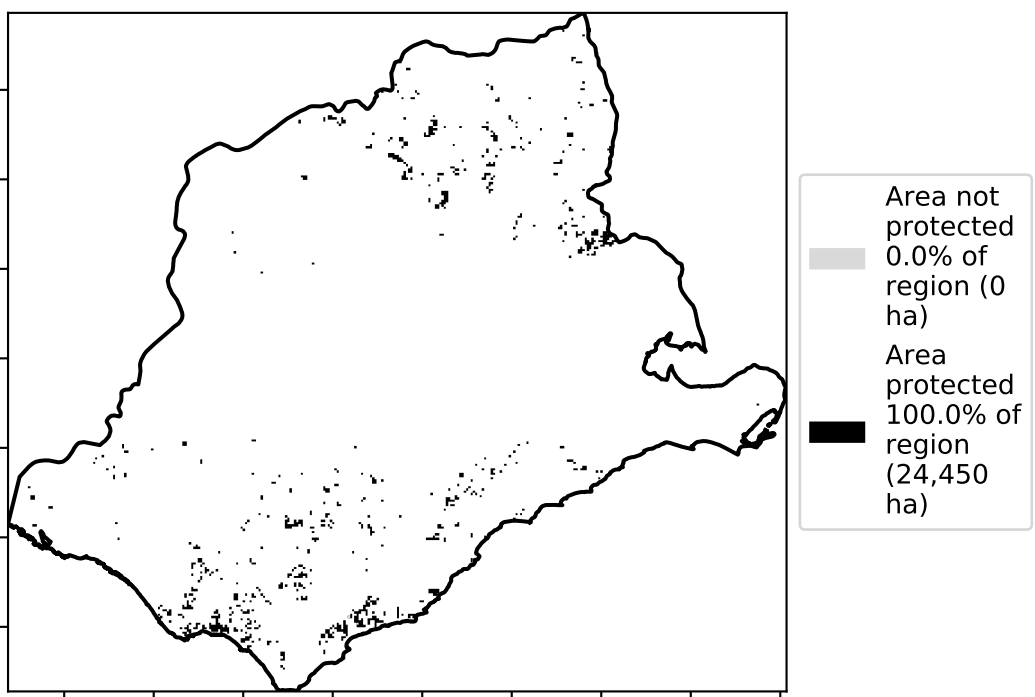 Area not
protected
0.0% of
region (0
ha)
Area
protected
100.0% of
region
(24,450
ha)